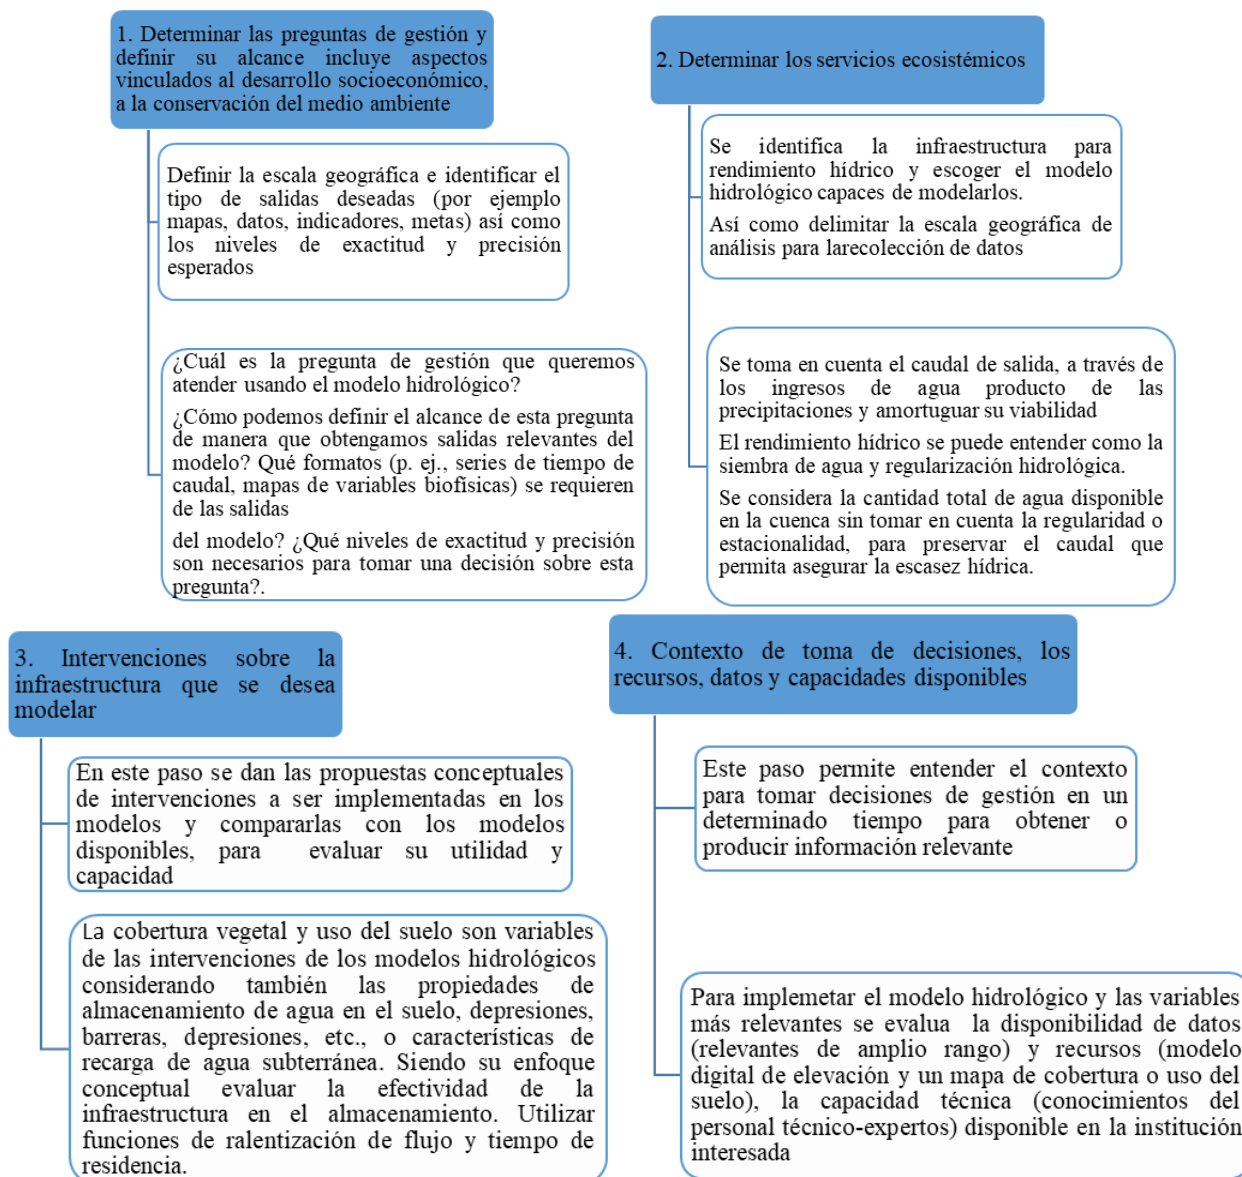 1. Determinar las preguntas de gestión y
definir su alcance incluye aspectos
vinculados al desarrollo socioeconómico,
a la conservación del medio ambiente
Definir la escala geográfica e identificar el
tipo de salidas deseadas (por ejemplo
mapas, datos, indicadores, metas) así como
los niveles de exactitud y precisión
esperados
¿Cuál es la pregunta de gestión que queremos
atender usando el modelo hidrológico?
¿Cómo podemos definir el alcance de esta pregunta
de manera que obtengamos salidas relevantes del
modelo? Qué formatos (p. ej., series de tiempo de
caudal, mapas de variables biofísicas) se requieren
de las salidas
del modelo? ¿Qué niveles de exactitud y precisión
son necesarios para tomar una decisión sobre esta
pregunta?.
2. Determinar los servicios ecosistémicos
Se identifica la infraestructura para
rendimiento hídrico y escoger el modelo
hidrológico capaces de modelarlos.
Así como delimitar la escala geográfica de
análisis para larecolección de datos
Se toma en cuenta el caudal de salida, a través de
los ingresos de agua producto de las
precipitaciones y amortuguar su viabilidad
El rendimiento hídrico se puede entender como la
siembra de agua y regularización hidrológica.
Se considera la cantidad total de agua disponible
en la cuenca sin tomar en cuenta la regularidad o
estacionalidad, para preservar el caudal que
permita asegurar la escasez hídrica.
3. Intervenciones sobre la
infraestructura que se desea
modelar
En este paso se dan las propuestas conceptuales
de intervenciones a ser implementadas en los
modelos y compararlas con los modelos
disponibles, para evaluar su utilidad y
capacidad
La cobertura vegetal y uso del suelo son variables
de las intervenciones de los modelos hidrológicos
considerando también las propiedades de
almacenamiento de agua en el suelo, depresiones,
barreras, depresiones, etc., o características de
recarga de agua subterránea. Siendo su enfoque
conceptual evaluar la efectividad de la
infraestructura en el almacenamiento. Utilizar
funciones de ralentización de flujo y tiempo de
residencia.
4. Contexto de toma de decisiones, los
recursos, datos y capacidades disponibles
Este paso permite entender el contexto
para tomar decisiones de gestión en un
determinado tiempo para obtener o
producir información relevante
Para implemetar el modelo hidrológico y las variables
más relevantes se evalua la disponibilidad de datos
(relevantes de amplio rango) y recursos (modelo
digital de elevación y un mapa de cobertura o uso del
suelo), la capacidad técnica (conocimientos del
personal técnico-expertos) disponible en la institución
interesada